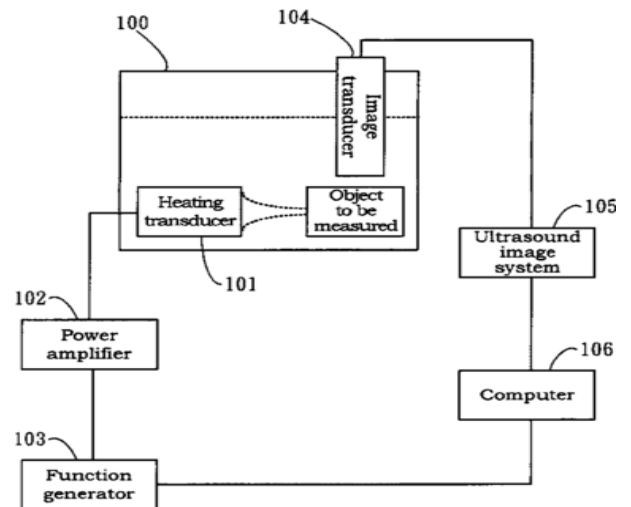 100
104
Image
transducer
Heating
transducer
Object
to be
measured
101
105
Ultrasound
image
system
102
Power
amplifier
106
Computer
103
Function
generator